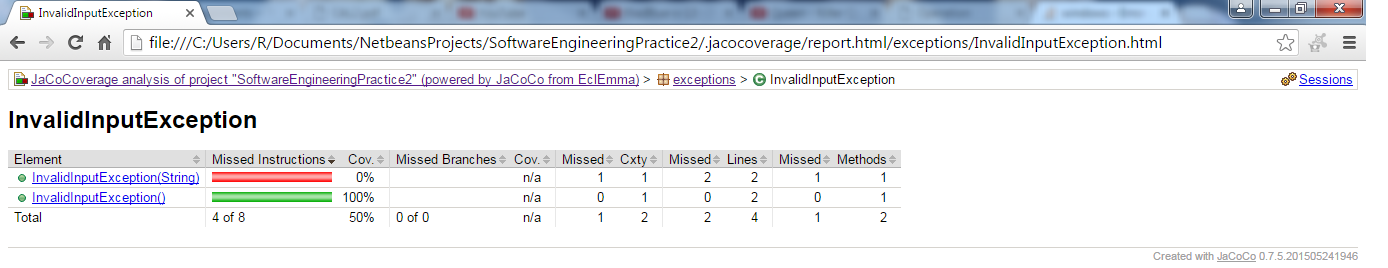 InvalidInputException
file:///C:/Users/R/Documents/NetbeansProjects/SoftwareEngineeringPractice2/.jacocoverage/report.html/exceptions/InvalidInputException.html
JaCoCoverage analysis of project "SoftwareEngineeringPractice2" (powered by JaCoCo from EclEmma) > exceptions > InvalidInputException Sessions
InvalidInputException
Element Missed Instructions Cov. Missed Branches Cov. Missed Cxty Missed Lines Missed Methods
InvalidInputException(String) 0% n/a 1 1 2 2 1 1
InvalidInputException() 100% n/a 0 1 0 2 0 1
Total 4 of 8 50% 0 of 0 n/a 1 2 2 4 1 2
Created with JaCoCo 0.7.5.201505241946